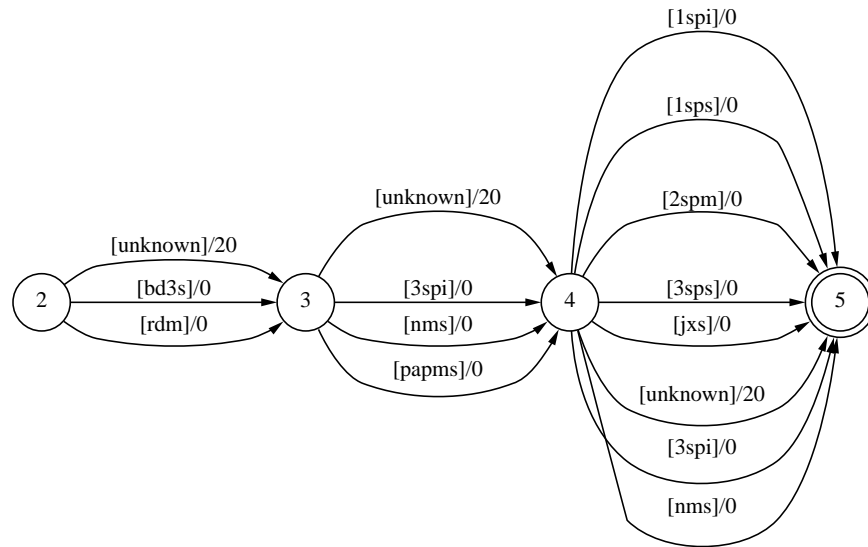 [1spi]/0
[1sps]/0
[unknown]/20
[2spm]/0
[unknown]/20
2
[bd3s]/0
3
[3spi]/0
4
[3sps]/0
5
[rdm]/0
[nms]/0
[jxs]/0
[papms]/0
[unknown]/20
[3spi]/0
[nms]/0